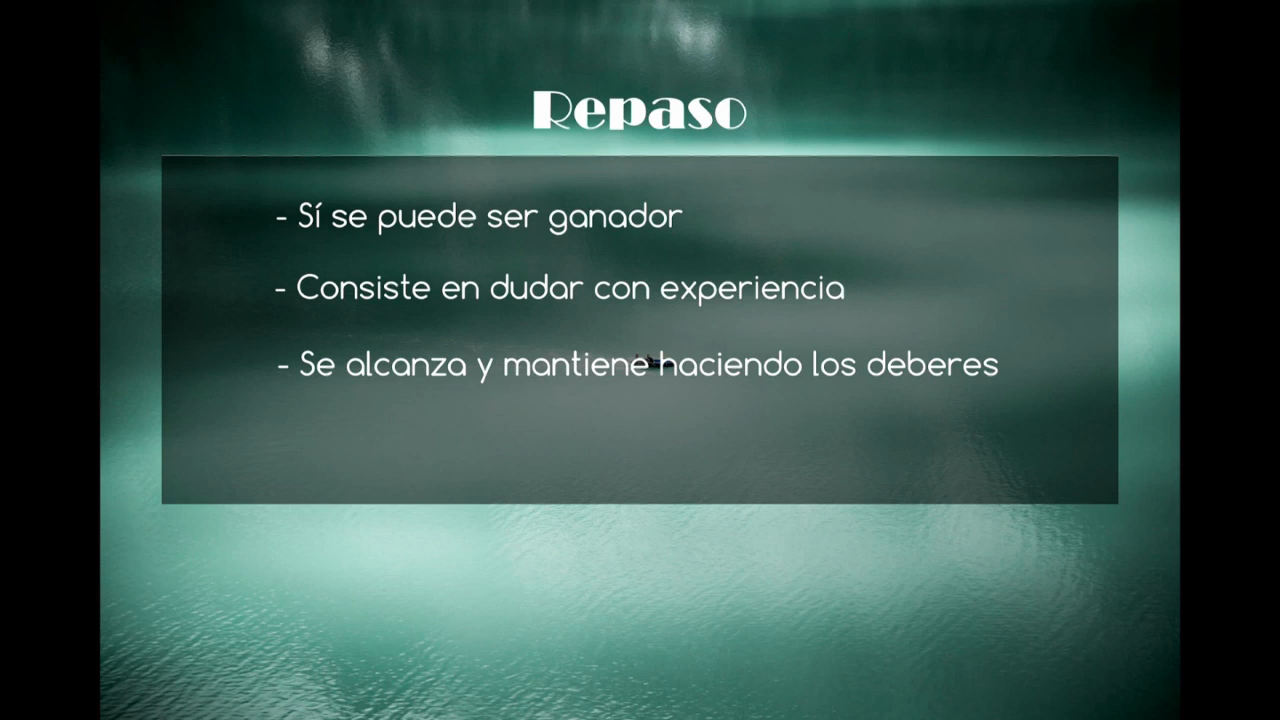 Repaso
- Sí se puede ser ganador
- Consiste en dudar con experiencia
- Se alcanza y mantiene haciendo los deberes